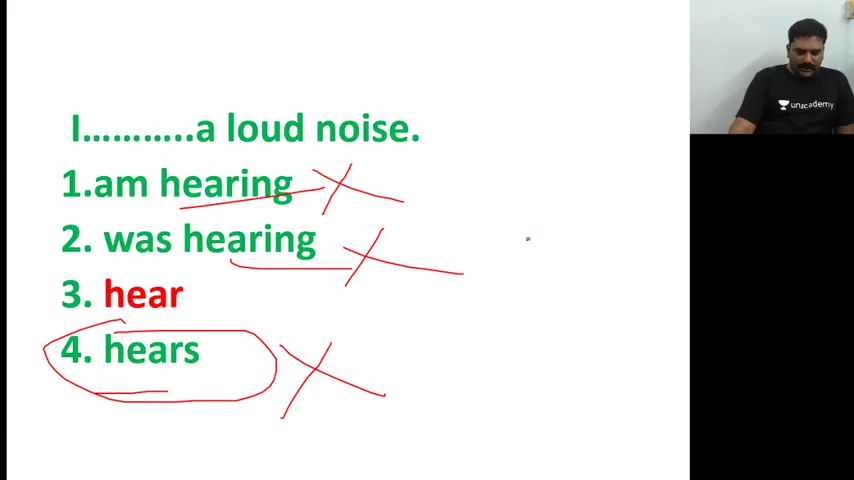 I...........a loud noise.
1.am hearing
2. was hearing
3. hear
4. hears
unacademy